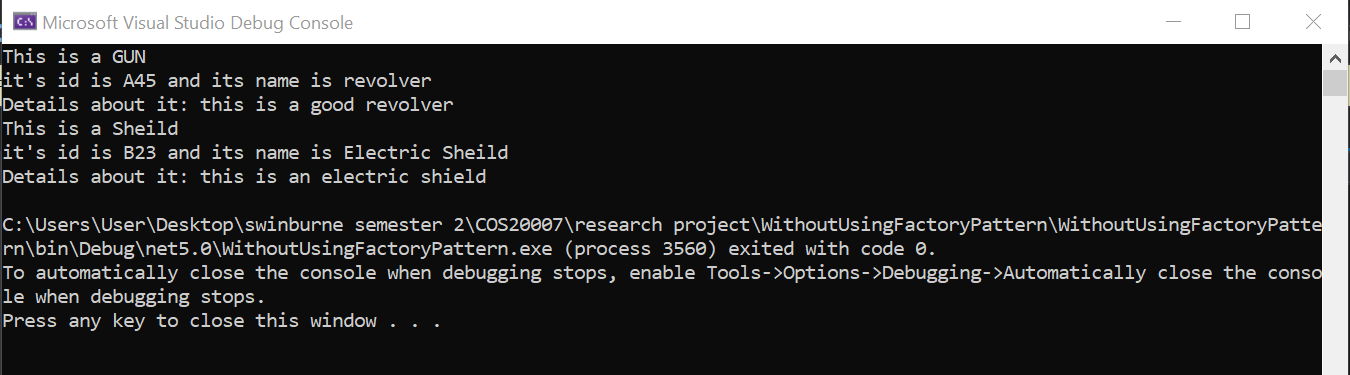 Microsoft Visual Studio Debug Console
This is a GUN
it's id is A45 and its name is revolver
Details about it: this is a good revolver
This is a Sheild
it's id is B23 and its name is Electric Sheild
Details about it: this is an electric shield
C:\Users\User\Desktop\swinburne semester 2\COS20007\research project\WithoutUsingFactoryPattern\WithoutUsingFactoryPatte
rn\bin\Debug\net5.0\WithoutUsingFactoryPattern.exe (process 3560) exited with code 0.
To automatically close the console when debugging stops, enable Tools->Options->Debugging->Automatically close the conso
le when debugging stops.
Press any key to close this window . . .